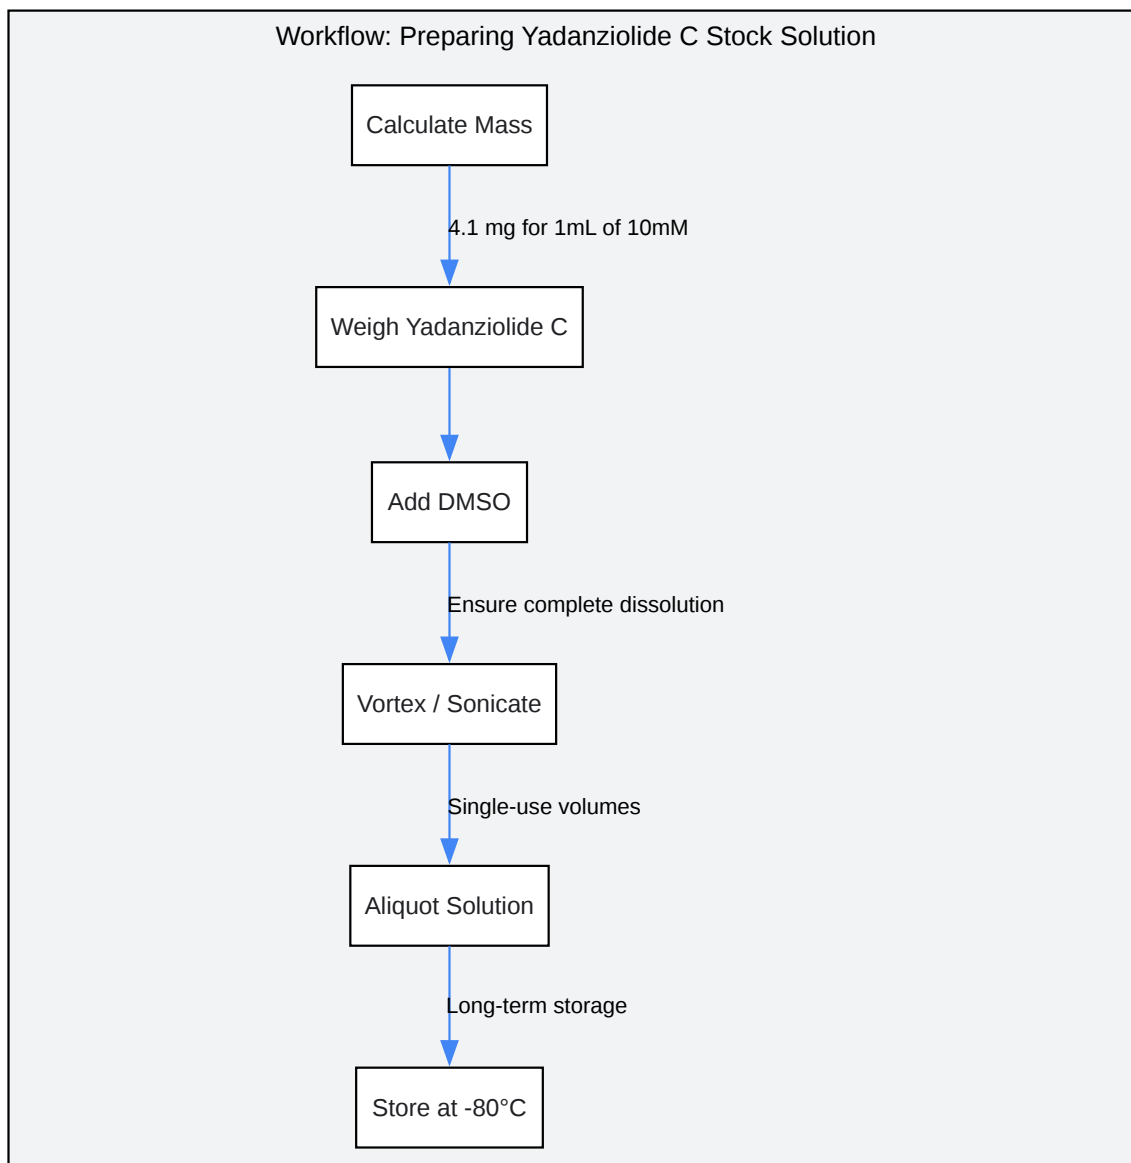 Workflow: Preparing Yadanziolide C Stock Solution
Calculate Mass
4.1 mg for 1mL of 10mM
Weigh Yadanziolide C
Add DMSO
Ensure complete dissolution
Vortex / Sonicate
Single-use volumes
Aliquot Solution
Long-term storage
Store at -80°C